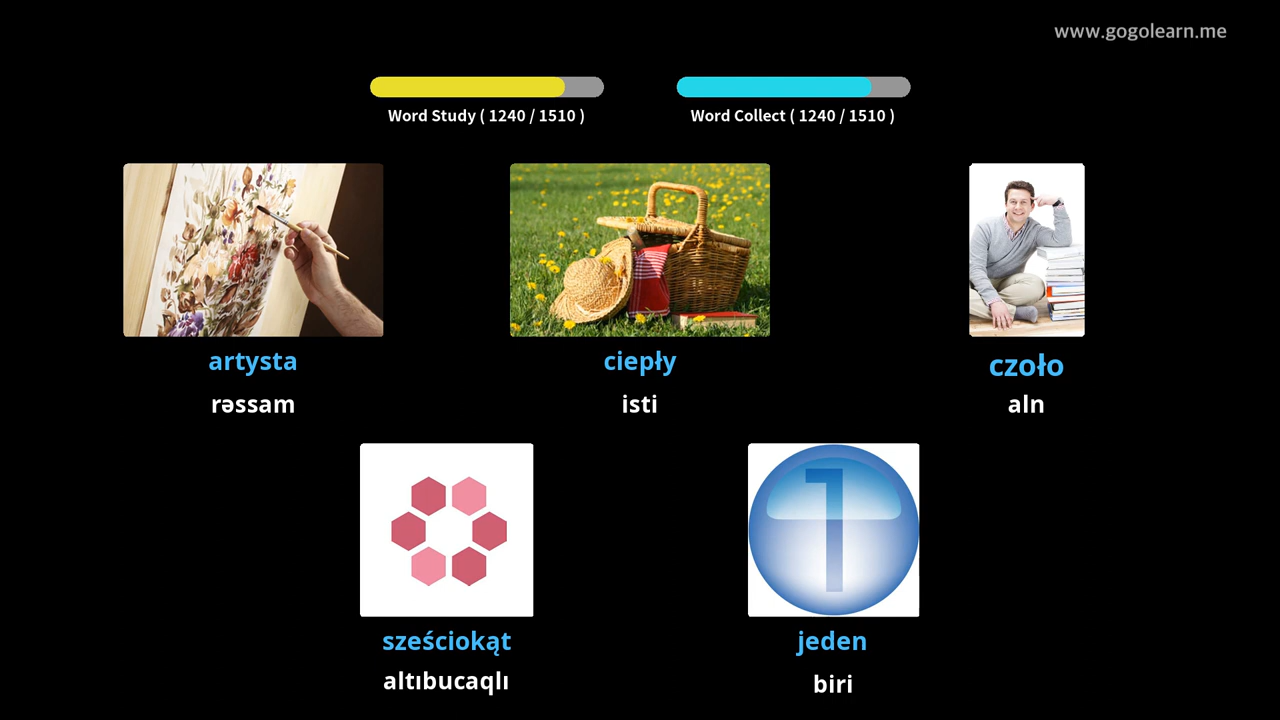 www.gogolearn.me
Word Study ( 1240 / 1510 )
Word Collect ( 1240 / 1510 )
artysta
ciepły
czoło
rəssam
isti
aln
1
sześciokąt
jeden
altıbucaqlı
biri